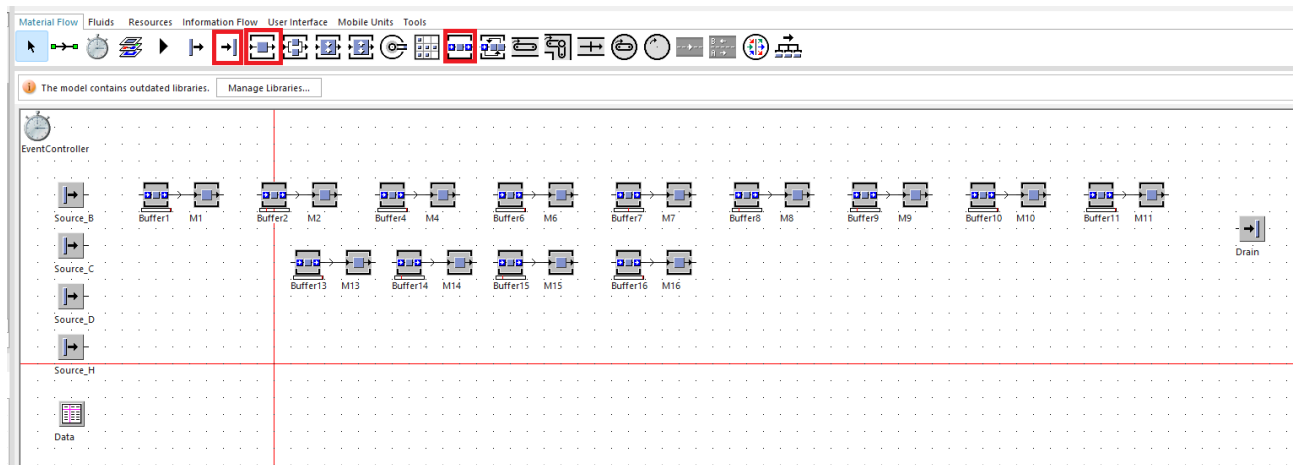 Material Flow Fluids Resources Information Flow User Interface Mobile Units Tools
The model contains outdated libraries. Manage Libraries...
EventController
Source_B Buffer1 M1 Buffer2 M2 Buffer4 M4 Buffer6 M6 Buffer7 M7 Buffer8 M8 Buffer9 M9 Buffer10 M10 Buffer11 M11
Drain
Source_C
Buffer13 M13 Buffer14 M14 Buffer15 M15 Buffer16 M16
Source_D
Source_H
Data